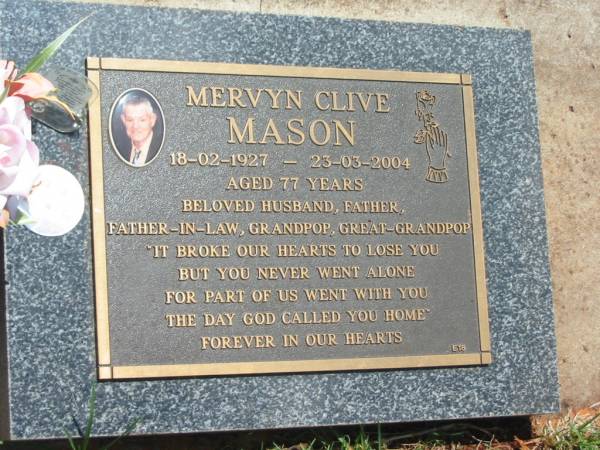 MERVYN CLIVE
MASON
18-02-1927 - 23-03-2004
AGED 77 YEARS
BELOVED HUSBAND, FATHER,
FATHER-IN-LAW, GRANDPOP, GREAT-GRANDPOP
"IT BROKE OUR HEARTS TO LOSE YOU
BUT YOU NEVER WENT ALONE
FOR PART OF US WENT WITH YOU
THE DAY GOD CALLED YOU HOME"
FOREVER IN OUR HEARTS